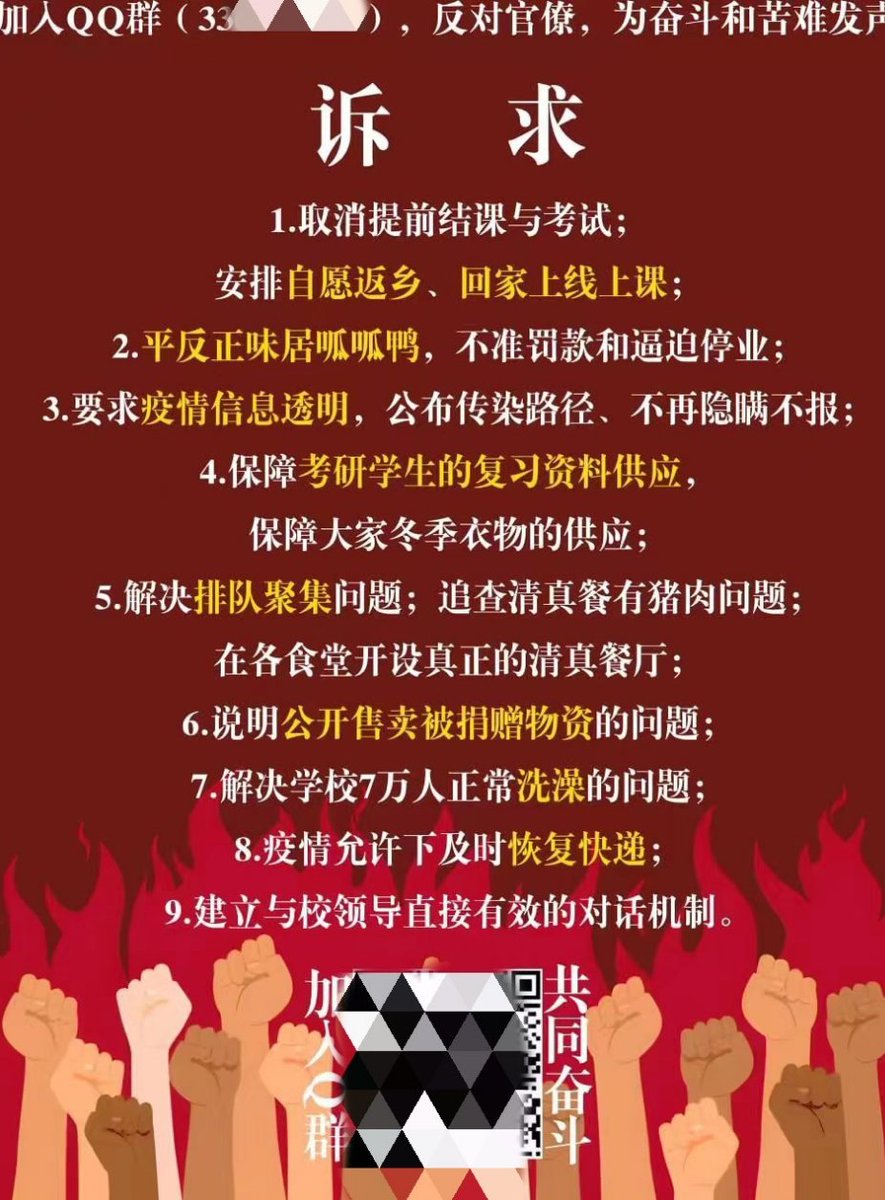 加入QQ群（33），反对官僚，为奋斗和苦难发声
诉 求
1.取消提前结课与考试；
安排自愿返乡、回家上线上课；
2.平反正味居呱呱鸭，不准罚款和逼迫停业；
3.要求疫情信息透明，公布传染路径、不再隐瞒不报；
4.保障考研学生的复习资料供应，
保障大家冬季衣物的供应；
5.解决排队聚集问题；追查清真餐有猪肉问题；
在各食堂开设真正的清真餐厅；
6.说明公开售卖被捐赠物资的问题；
7.解决学校7万人正常洗澡的问题；
8.疫情允许下及时恢复快递；
9.建立与校领导直接有效的对话机制。
加入Q群
共同奋斗